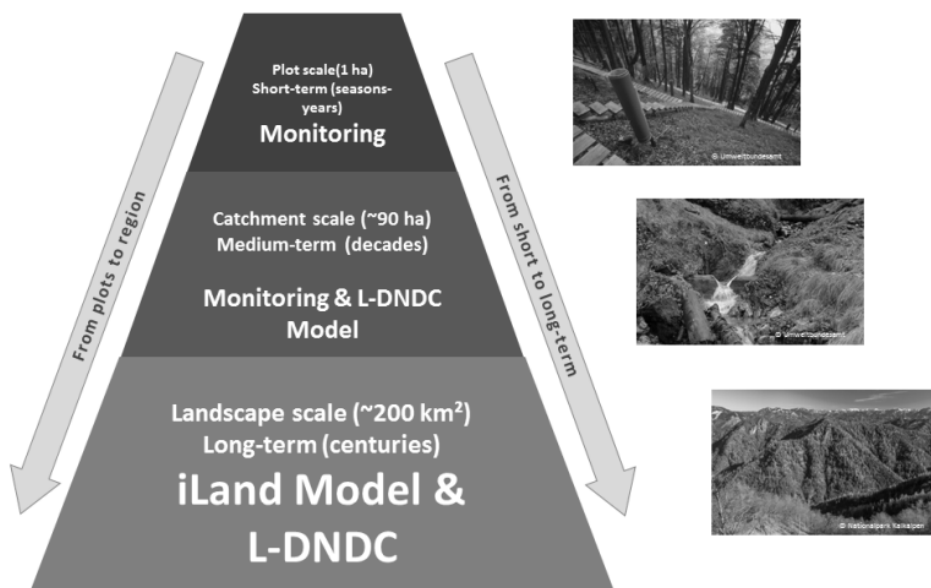 Plot scale(1 ha)
Short-term (seasons-
years)
Monitoring
Catchment scale (~90 ha)
Medium-term (decades)
Monitoring & L-DNDC
Model
Landscape scale (~200 km²)
Long-term (centuries)
iLand Model &
L-DNDC
From plots to region
From short to long-term
© Umweltbundesamt
© Umweltbundesamt
© Nationalpark Kalkalpen